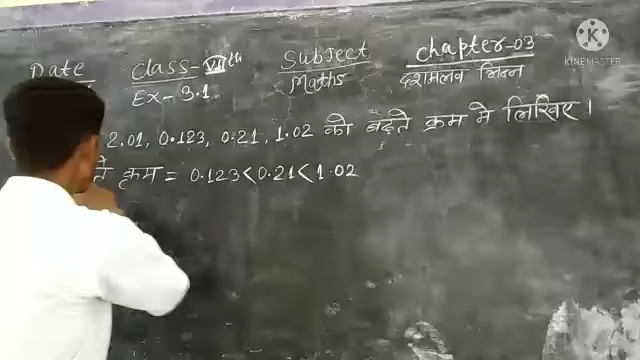 Date Class- VIIth Subject Chapter-03
Maths दशमलव भिन्न
Ex- 3.1
2.01, 0.123, 0.21, 1.02 को बढ़ते क्रम मे लिखिए।
ते क्रम = 0.123<0.21<1.02
KINEMASTER